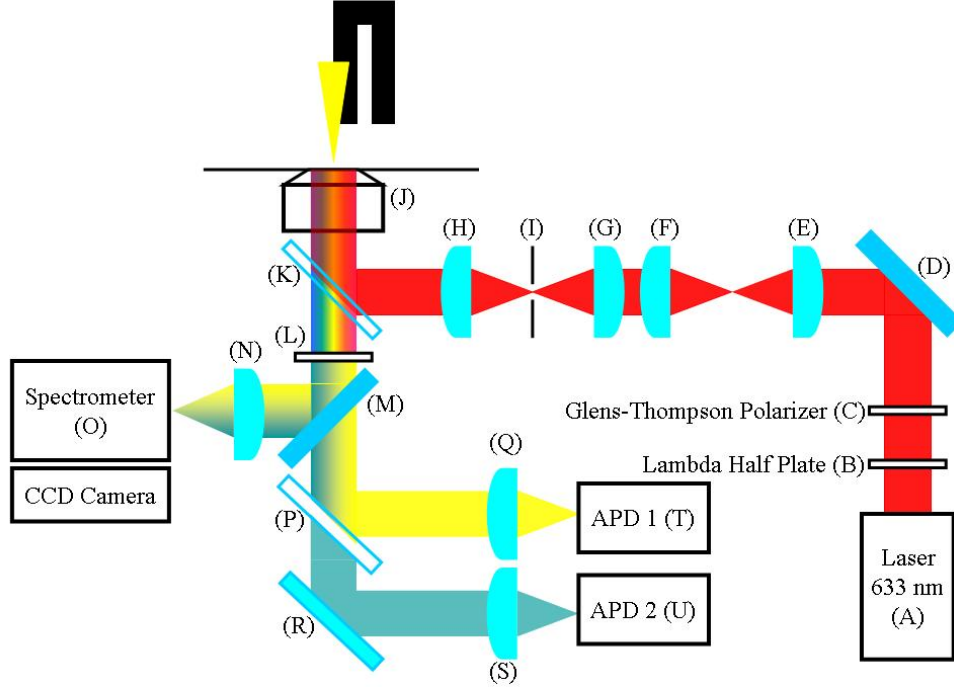 (J)
(H)
(I)
(G)
(F)
(E)
(D)
(K)
(L)
(N)
(M)
Spectrometer
(O)
CCD Camera
Glens-Thompson Polarizer (C)
Lambda Half Plate (B)
(Q)
(P)
APD 1 (T)
Laser
633 nm
(A)
(R)
APD 2 (U)
(S)